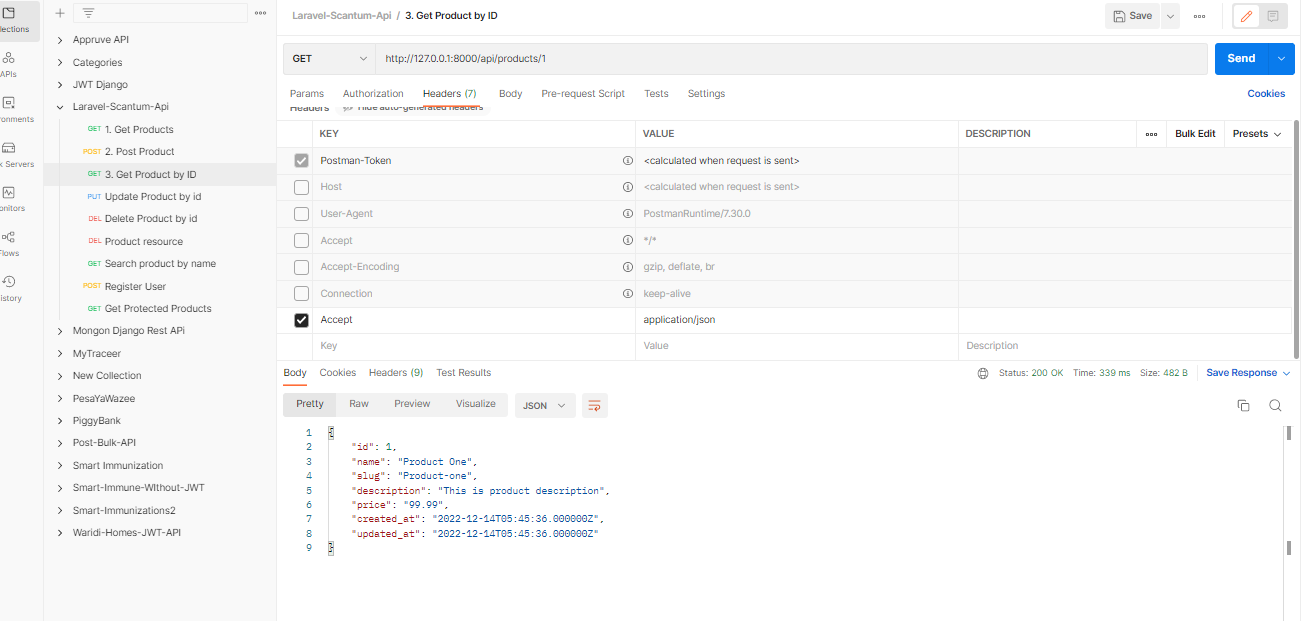 Laravel-Scantum-Api / 3. Get Product by ID
Save
GET
http://127.0.0.1:8000/api/products/1
Send
Params
Authorization
Headers (7)
Body
Pre-request Script
Tests
Settings
Cookies
Headers
Hide auto-generated headers
KEY
VALUE
DESCRIPTION
Bulk Edit
Presets
Postman-Token
<calculated when request is sent>
Host
<calculated when request is sent>
User-Agent
PostmanRuntime/7.30.0
Accept
*/*
Accept-Encoding
gzip, deflate, br
Connection
keep-alive
Accept
application/json
Key
Value
Description
lections
APIs
ronments
k Servers
onitors
Flows
istory
Appruve API
Categories
JWT Django
Laravel-Scantum-Api
GET 1. Get Products
POST 2. Post Product
GET 3. Get Product by ID
PUT Update Product by id
DEL Delete Product by id
DEL Product resource
GET Search product by name
POST Register User
GET Get Protected Products
Mongon Django Rest APi
MyTraceer
New Collection
PesaYaWazee
PiggyBank
Post-Bulk-API
Smart Immunization
Smart-Immune-WIthout-JWT
Smart-Immunizations2
Waridi-Homes-JWT-API
Body
Cookies
Headers (9)
Test Results
Status: 200 OK
Time: 339 ms
Size: 482 B
Save Response
Pretty
Raw
Preview
Visualize
JSON
1 {
2 "id": 1,
3 "name": "Product One",
4 "slug": "Product-one",
5 "description": "This is product description",
6 "price": "99.99",
7 "created_at": "2022-12-14T05:45:36.000000Z",
8 "updated_at": "2022-12-14T05:45:36.000000Z"
9 }